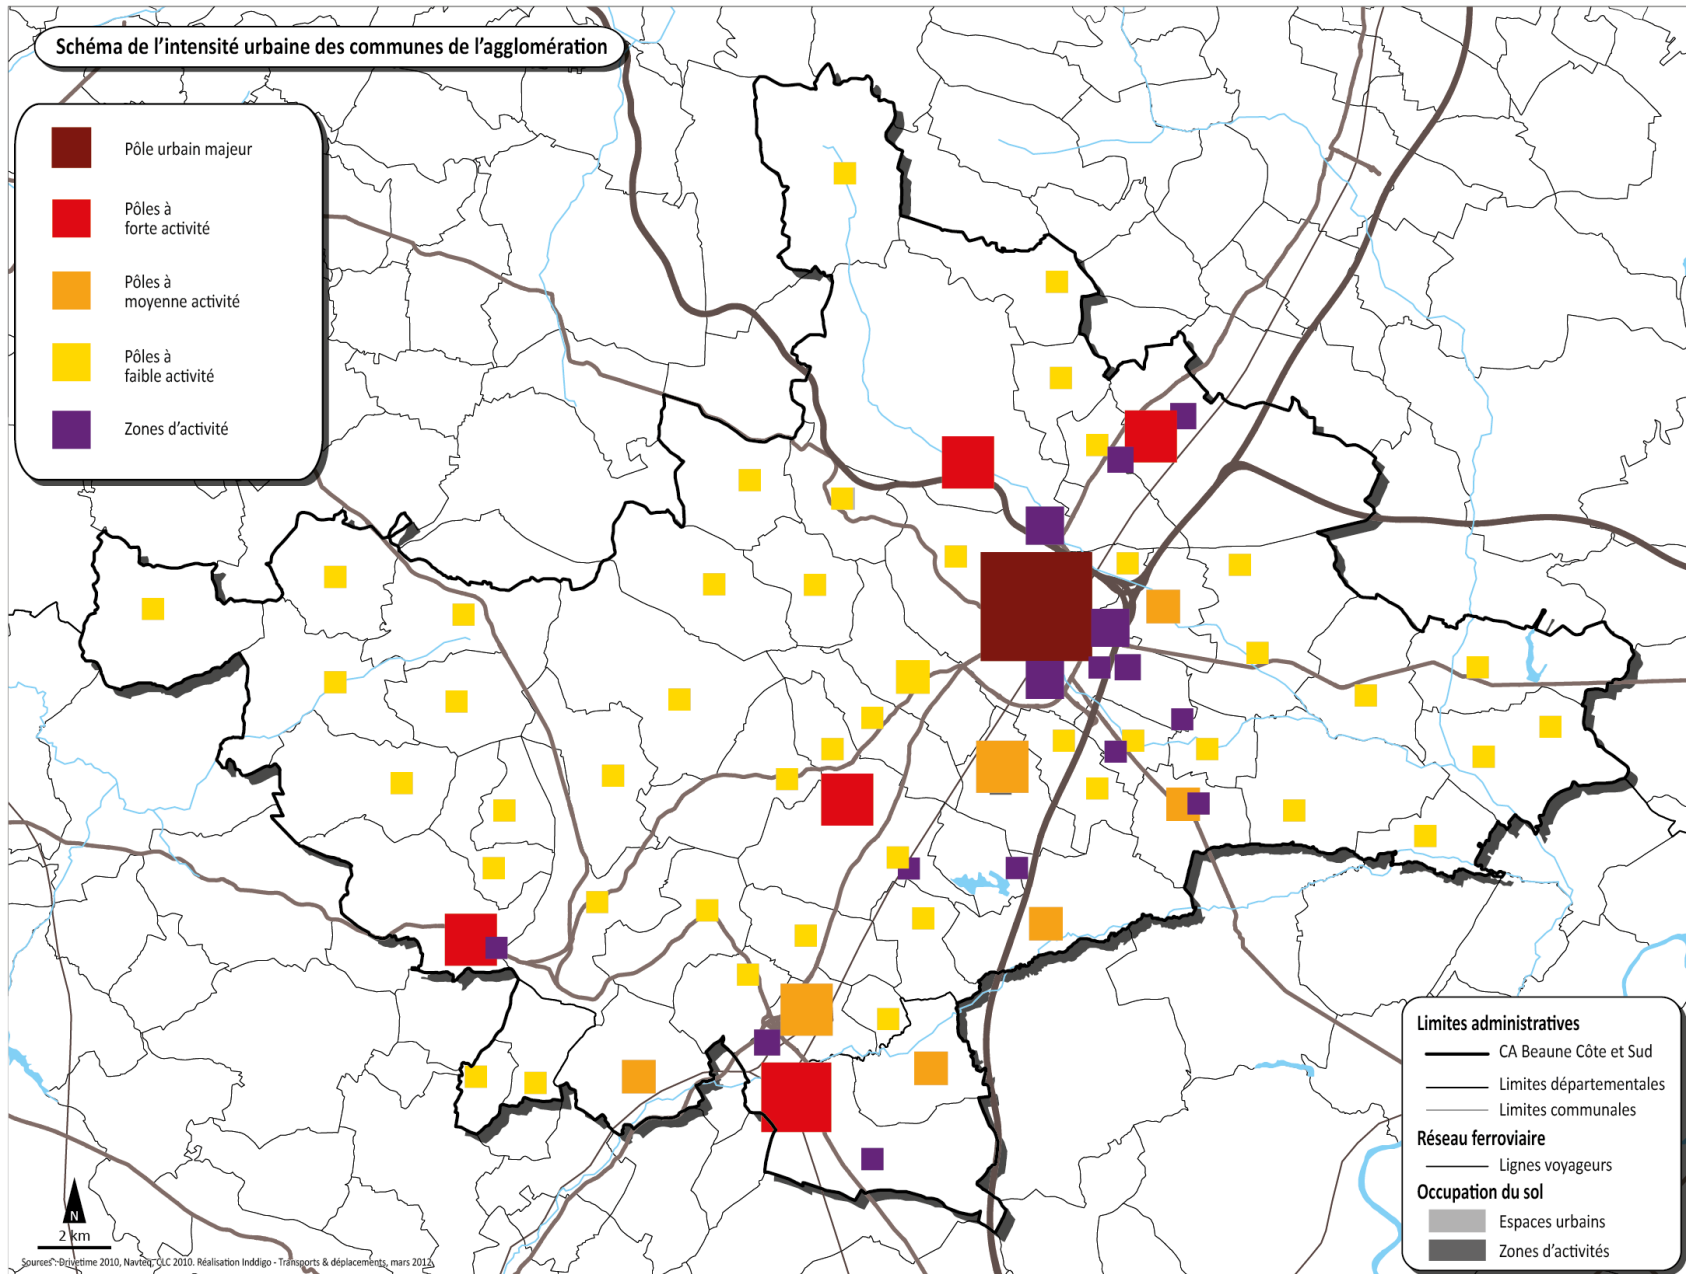 Schéma de l'intensité urbaine des communes de l'agglomération
Pôle urbain majeur
Pôles à
forte activité
Pôles à
moyenne activité
Pôles à
faible activité
Zones d'activité
Limites administratives
CA Beaune Côte et Sud
Limites départementales
Limites communales
Réseau ferroviaire
Lignes voyageurs
Occupation du sol
Espaces urbains
Zones d'activités
N
2 km
Sources : Drivetime 2010, Navteq, CLC 2010. Réalisation Inddigo - Transports & déplacements, mars 2012